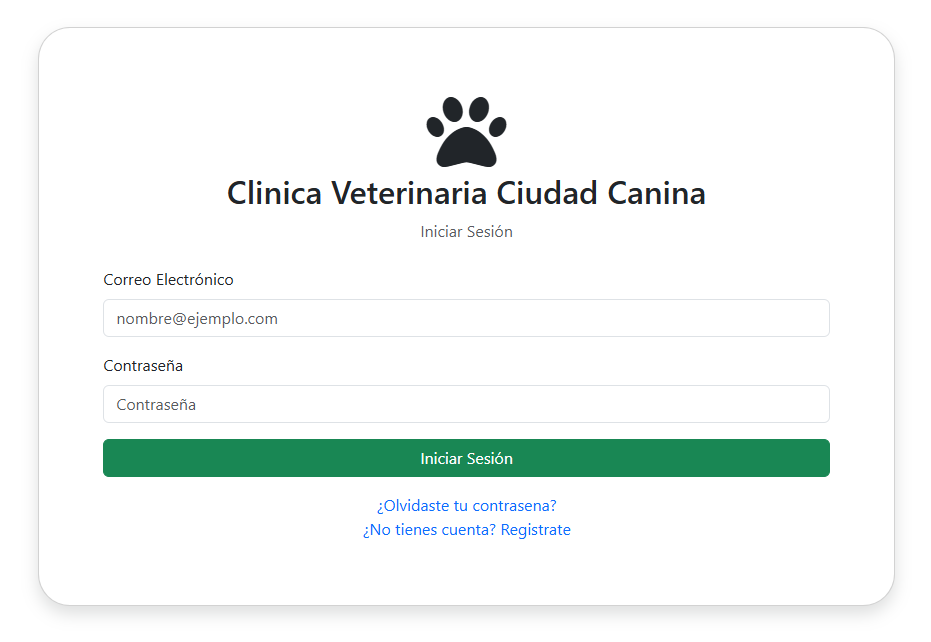 Clinica Veterinaria Ciudad Canina
Iniciar Sesión
Correo Electrónico
nombre@ejemplo.com
Contraseña
Contraseña
Iniciar Sesión
¿Olvidaste tu contrasena?
¿No tienes cuenta? Registrate